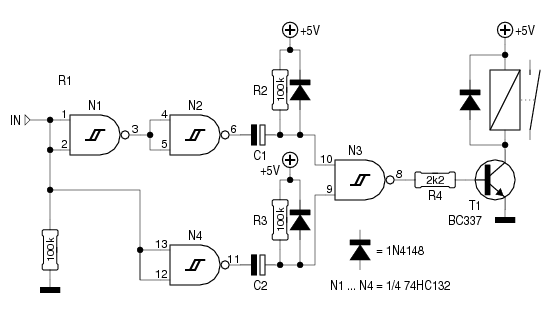 +5V
+5V
R1
R2
100k
N1
N2
IN
1
2
3
4
5
6
C1
+5V
N3
10
9
8
2k2
R4
T1
BC337
R3
100k
100k
N4
13
12
11
C2
= 1N4148
N1 ... N4 = 1/4 74HC132